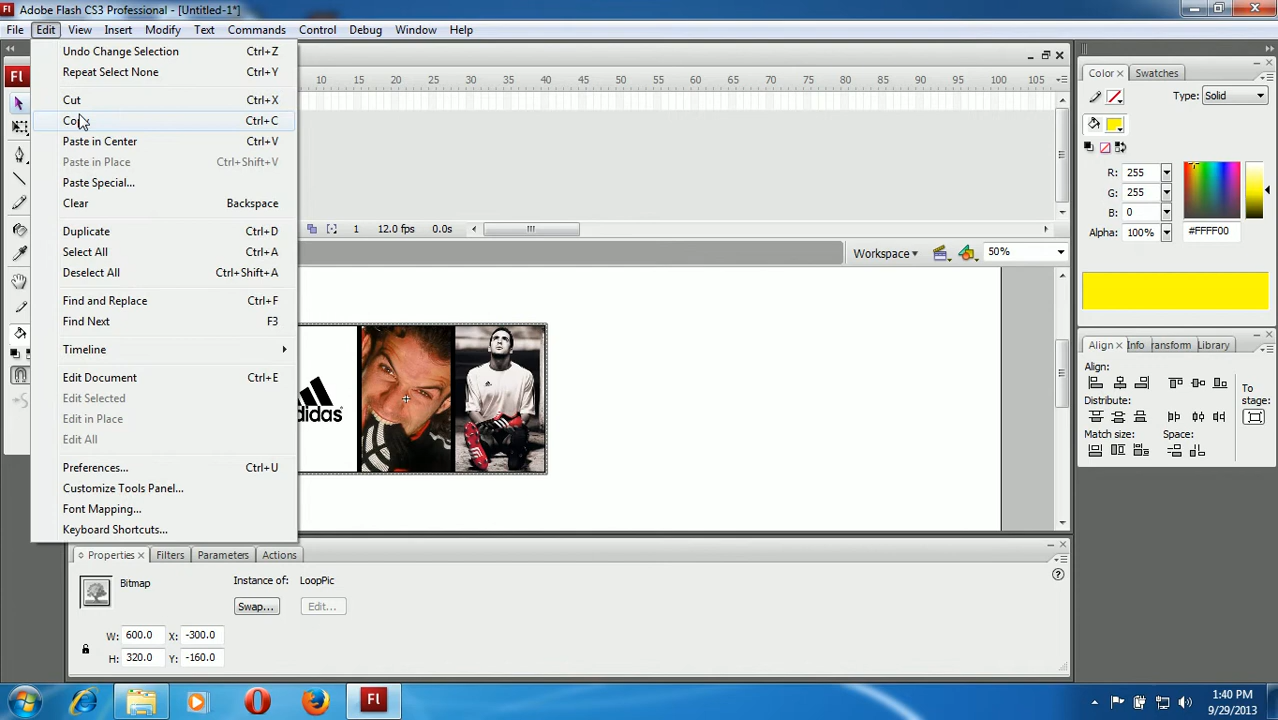 Adobe Flash CS3 Professional - [Untitled-1*]
File Edit View Insert Modify Text Commands Control Debug Window Help
Undo Change Selection Ctrl+Z
Repeat Select None Ctrl+Y
Cut Ctrl+X
Ctrl+C
Paste in Center Ctrl+V
Paste in Place Ctrl+Shift+V
Paste Special...
Clear Backspace
Duplicate Ctrl+D
Select All Ctrl+A
Deselect All Ctrl+Shift+A
Find and Replace Ctrl+F
Find Next F3
Timeline
Edit Document Ctrl+E
Edit Selected
Edit in Place
Edit All
Preferences... Ctrl+U
Customize Tools Panel...
Font Mapping...
Keyboard Shortcuts...
10 15 20 25 30 35 40 45 50 55 60 65 70 75 80 85 90 95 100 105
1 12.0 fps 0.0s
Workspace 50%
Color Swatches
Type: Solid
R: 255
G: 255
B: 0
Alpha: 100% #FFFF00
Align Info Transform Library
Align:
Distribute:
Match size: Space:
To stage:
Properties Filters Parameters Actions
Bitmap Instance of: LoopPic
Swap... Edit...
W: 600.0 X: -300.0
H: 320.0 Y: -160.0
1:40 PM
9/29/2013